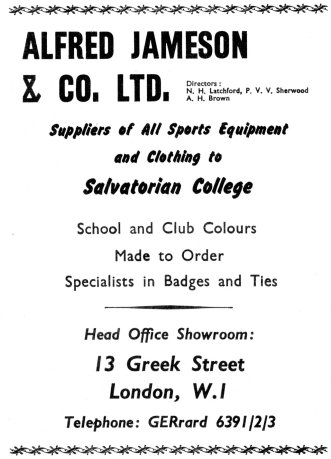 ALFRED JAMESON
& CO. LTD.
Directors :
N. H. Latchford, P. V. V. Sherwood
A. H. Brown
Suppliers of All Sports Equipment
and Clothing to
Salvatorian College
School and Club Colours
Made to Order
Specialists in Badges and Ties
Head Office Showroom:
13 Greek Street
London, W.1
Telephone: GERrard 6391/2/3